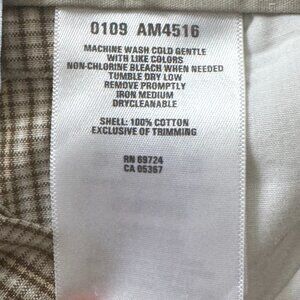 0109 AM4516
MACHINE WASH COLD GENTLE
WITH LIKE COLORS
NON-CHLORINE BLEACH WHEN NEEDED
TUMBLE DRY LOW
REMOVE PROMPTLY
IRON MEDIUM
DRYCLEANABLE
SHELL: 100% COTTON
EXCLUSIVE OF TRIMMING
RN 69724
CA 05367